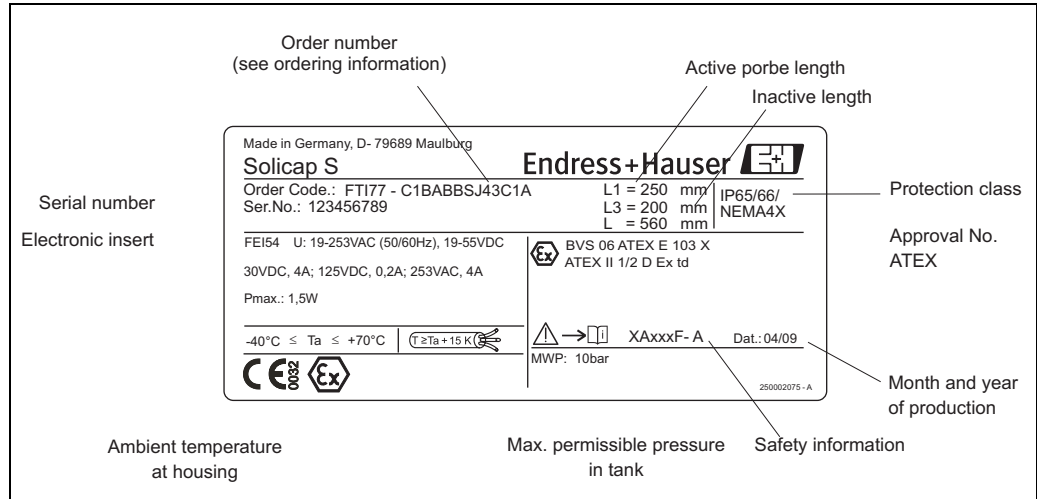 Order number
(see ordering information)
Active porbe length
Inactive length
Made in Germany, D- 79689 Maulburg
Solicap S
Endress+Hauser
Order Code.: FTI77 - C1BABBSJ43C1A
Ser.No.: 123456789
L1 = 250 mm
L3 = 200 mm
L = 560 mm
IP65/66/
NEMA4X
Protection class
Serial number
Electronic insert
FEI54 U: 19-253VAC (50/60Hz), 19-55VDC
30VDC, 4A; 125VDC, 0,2A; 253VAC, 4A
Pmax.: 1,5W
Ex
BVS 06 ATEX E 103 X
ATEX II 1/2 D Ex td
Approval No.
ATEX
-40°C ≤ Ta ≤ +70°C
T ≥Ta+15 K
XAxxxF- A
Dat.: 04/09
MWP: 10bar
CE 0032 Ex
250002075 - A
Month and year
of production
Ambient temperature
at housing
Max. permissible pressure
in tank
Safety information